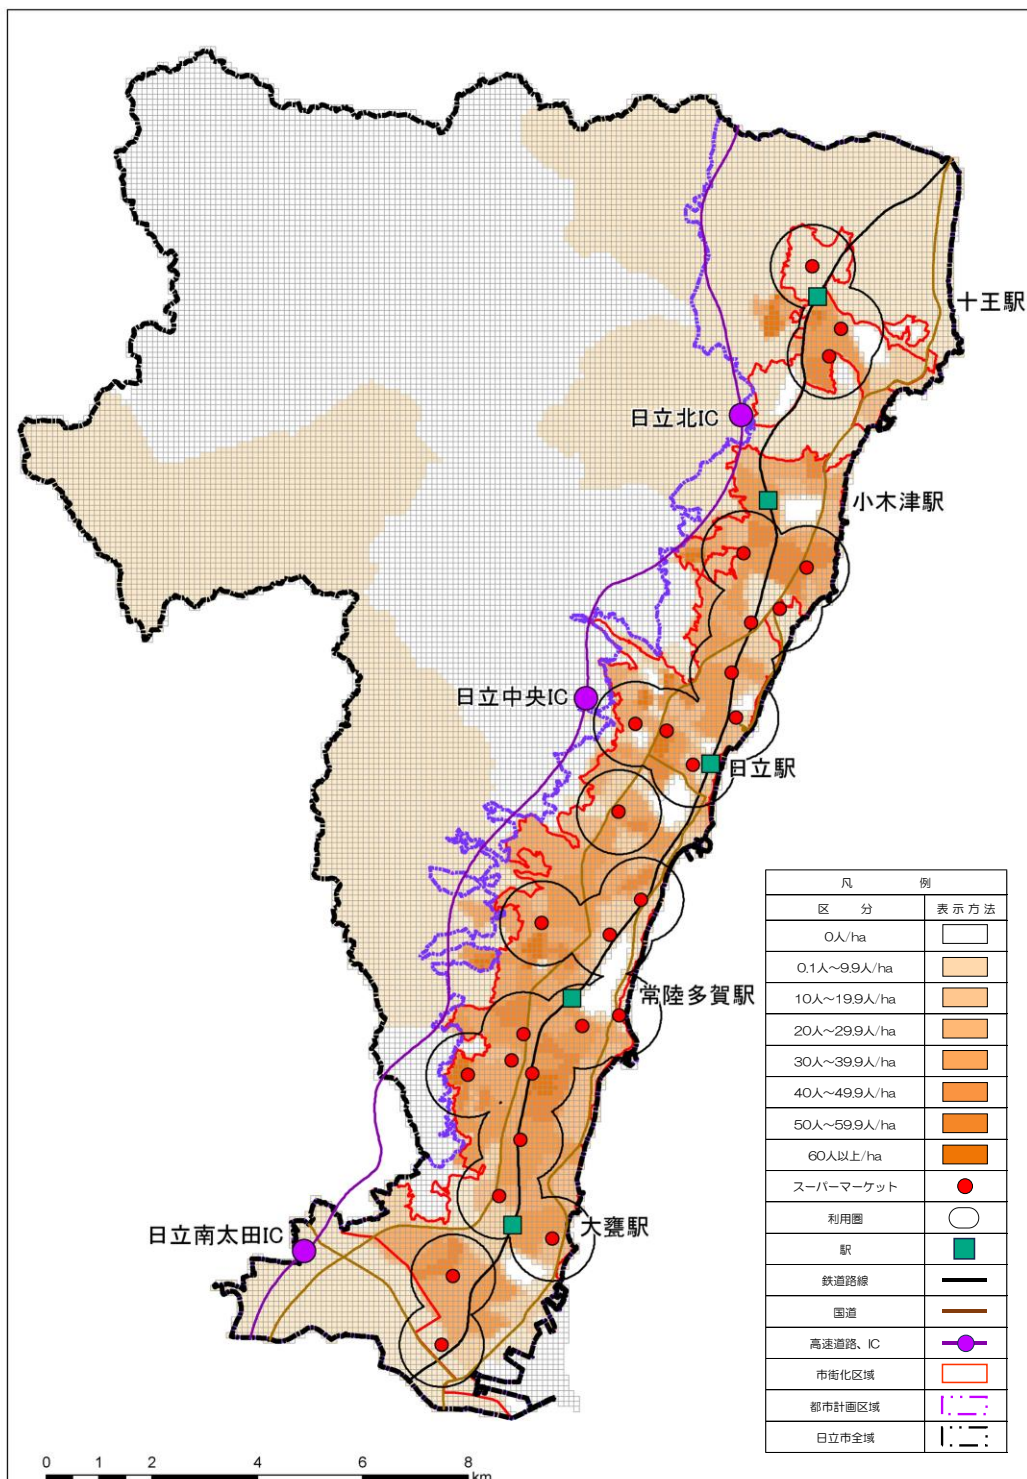 十王駅
日立北IC
小木津駅
日立中央IC
日立駅
常陸多賀駅
日立南太田IC
大甕駅
凡 例
区 分 表示方法
0人/ha
0.1人～9.9人/ha
10人～19.9人/ha
20人～29.9人/ha
30人～39.9人/ha
40人～49.9人/ha
50人～59.9人/ha
60人以上/ha
スーパーマーケット
利用圏
駅
鉄道路線
国道
高速道路、IC
市街化区域
都市計画区域
日立市全域
0 1 2 4 6 8
km